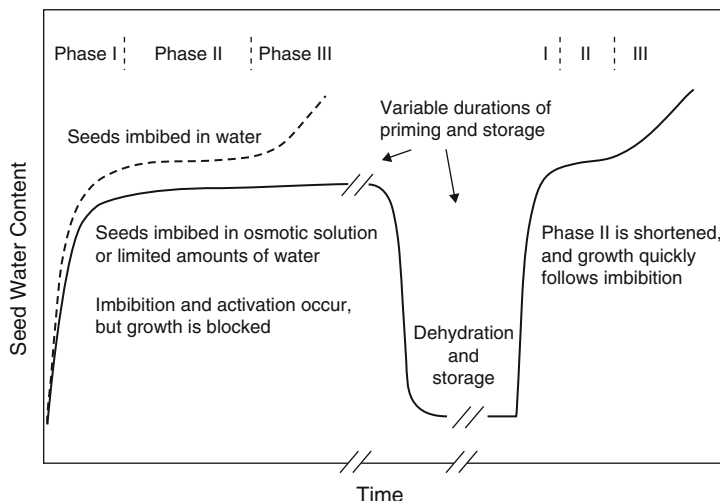 Phase I
Phase II
Phase III
I
II
III
Variable durations of
priming and storage
Seeds imbibed in water
Seeds imbibed in osmotic solution
or limited amounts of water
Imbibition and activation occur,
but growth is blocked
Phase II is shortened,
and growth quickly
follows imbibition
Dehydration
and
storage
Seed Water Content
Time